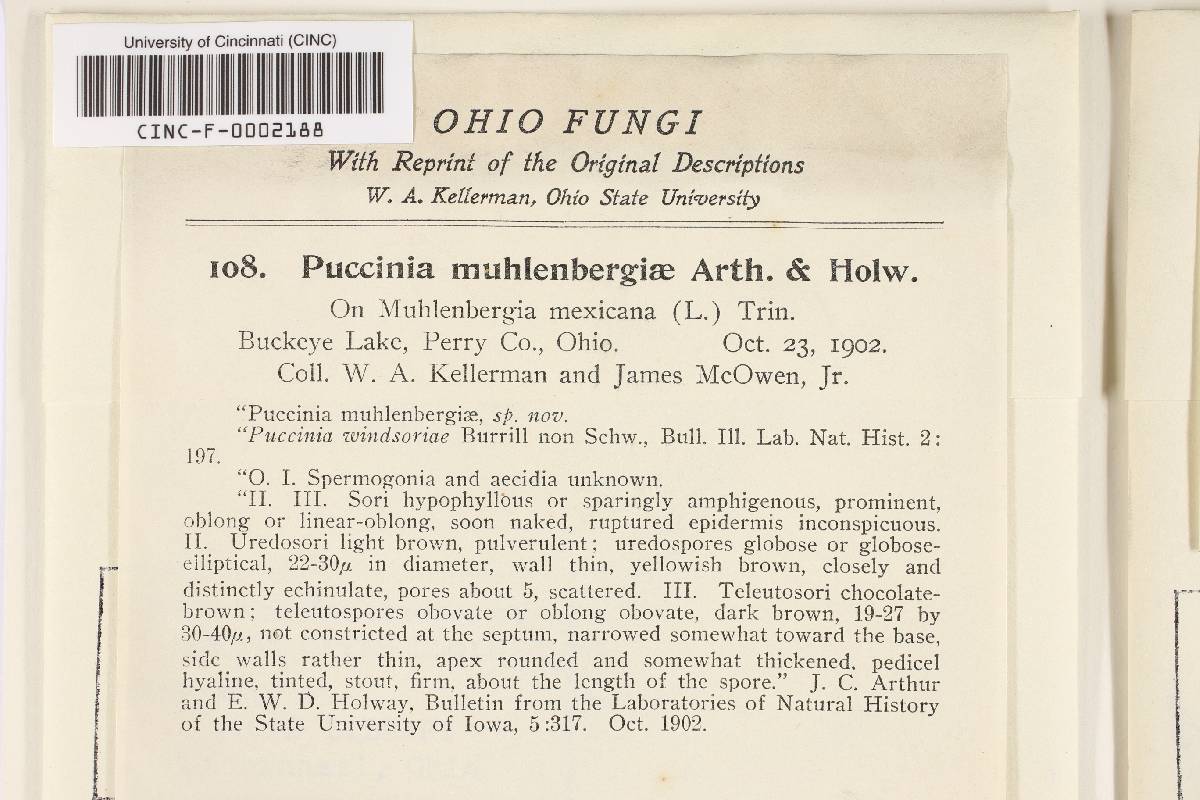 University of Cincinnati (CINC)
CINC-F-0002188
OHIO FUNGI
With Reprint of the Original Descriptions
W. A. Kellerman, Ohio State University
108. Puccinia muhlenbergiæ Arth. & Holw.
On Muhlenbergia mexicana (L.) Trin.
Buckeye Lake, Perry Co., Ohio. Oct. 23, 1902.
Coll. W. A. Kellerman and James McOwen, Jr.
"Puccinia muhlenbergiæ, sp. nov.
"Puccinia windsoriae Burrill non Schw., Bull. Ill. Lab. Nat. Hist. 2:
197.
"O. I. Spermogonia and aecidia unknown.
"II. III. Sori hypophyllous or sparingly amphigenous, prominent,
oblong or linear-oblong, soon naked, ruptured epidermis inconspicuous.
II. Uredosori light brown, pulverulent; uredospores globose or globose-
elliptical, 22-30µ in diameter, wall thin, yellowish brown, closely and
distinctly echinulate, pores about 5, scattered. III. Teleutosori chocolate-
brown; teleutospores obovate or oblong obovate, dark brown, 19-27 by
30-40µ, not constricted at the septum, narrowed somewhat toward the base,
side walls rather thin, apex rounded and somewhat thickened, pedicel
hyaline, tinted, stout, firm, about the length of the spore." J. C. Arthur
and E. W. D. Holway, Bulletin from the Laboratories of Natural History
of the State University of Iowa, 5:317. Oct. 1902.